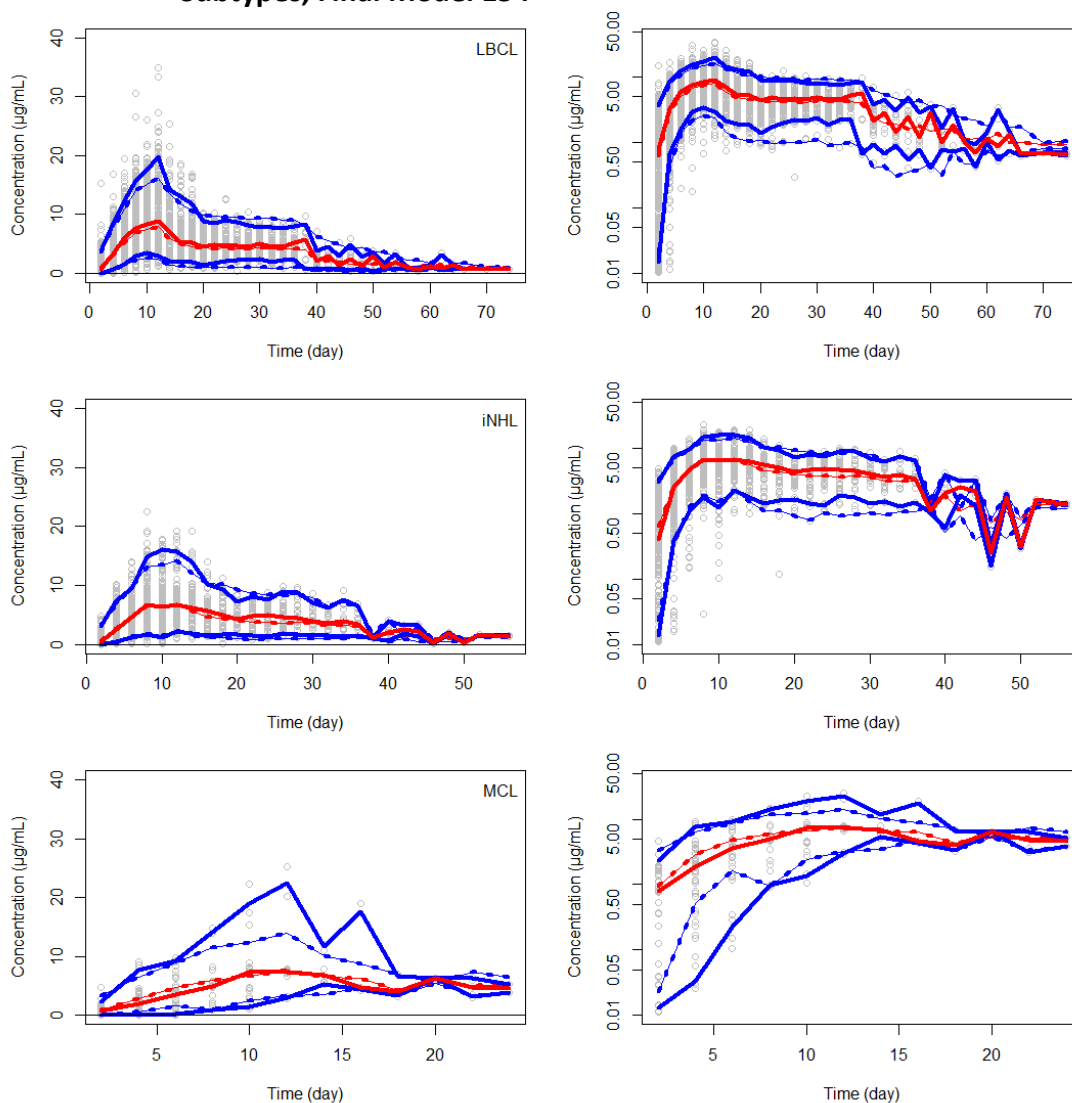 Subtypes, Final Model
LBCL
Concentration (µg/mL)
0 10 20 30 40
0 10 20 30 40 50 60 70
Time (day)
Concentration (µg/mL)
0.01 0.05 0.50 5.00 50.00
0 10 20 30 40 50 60 70
Time (day)
iNHL
Concentration (µg/mL)
0 10 20 30 40
0 10 20 30 40 50
Time (day)
Concentration (µg/mL)
0.01 0.05 0.50 5.00 50.00
0 10 20 30 40 50
Time (day)
MCL
Concentration (µg/mL)
0 10 20 30 40
5 10 15 20
Time (day)
Concentration (µg/mL)
0.01 0.05 0.50 5.00 50.00
5 10 15 20
Time (day)